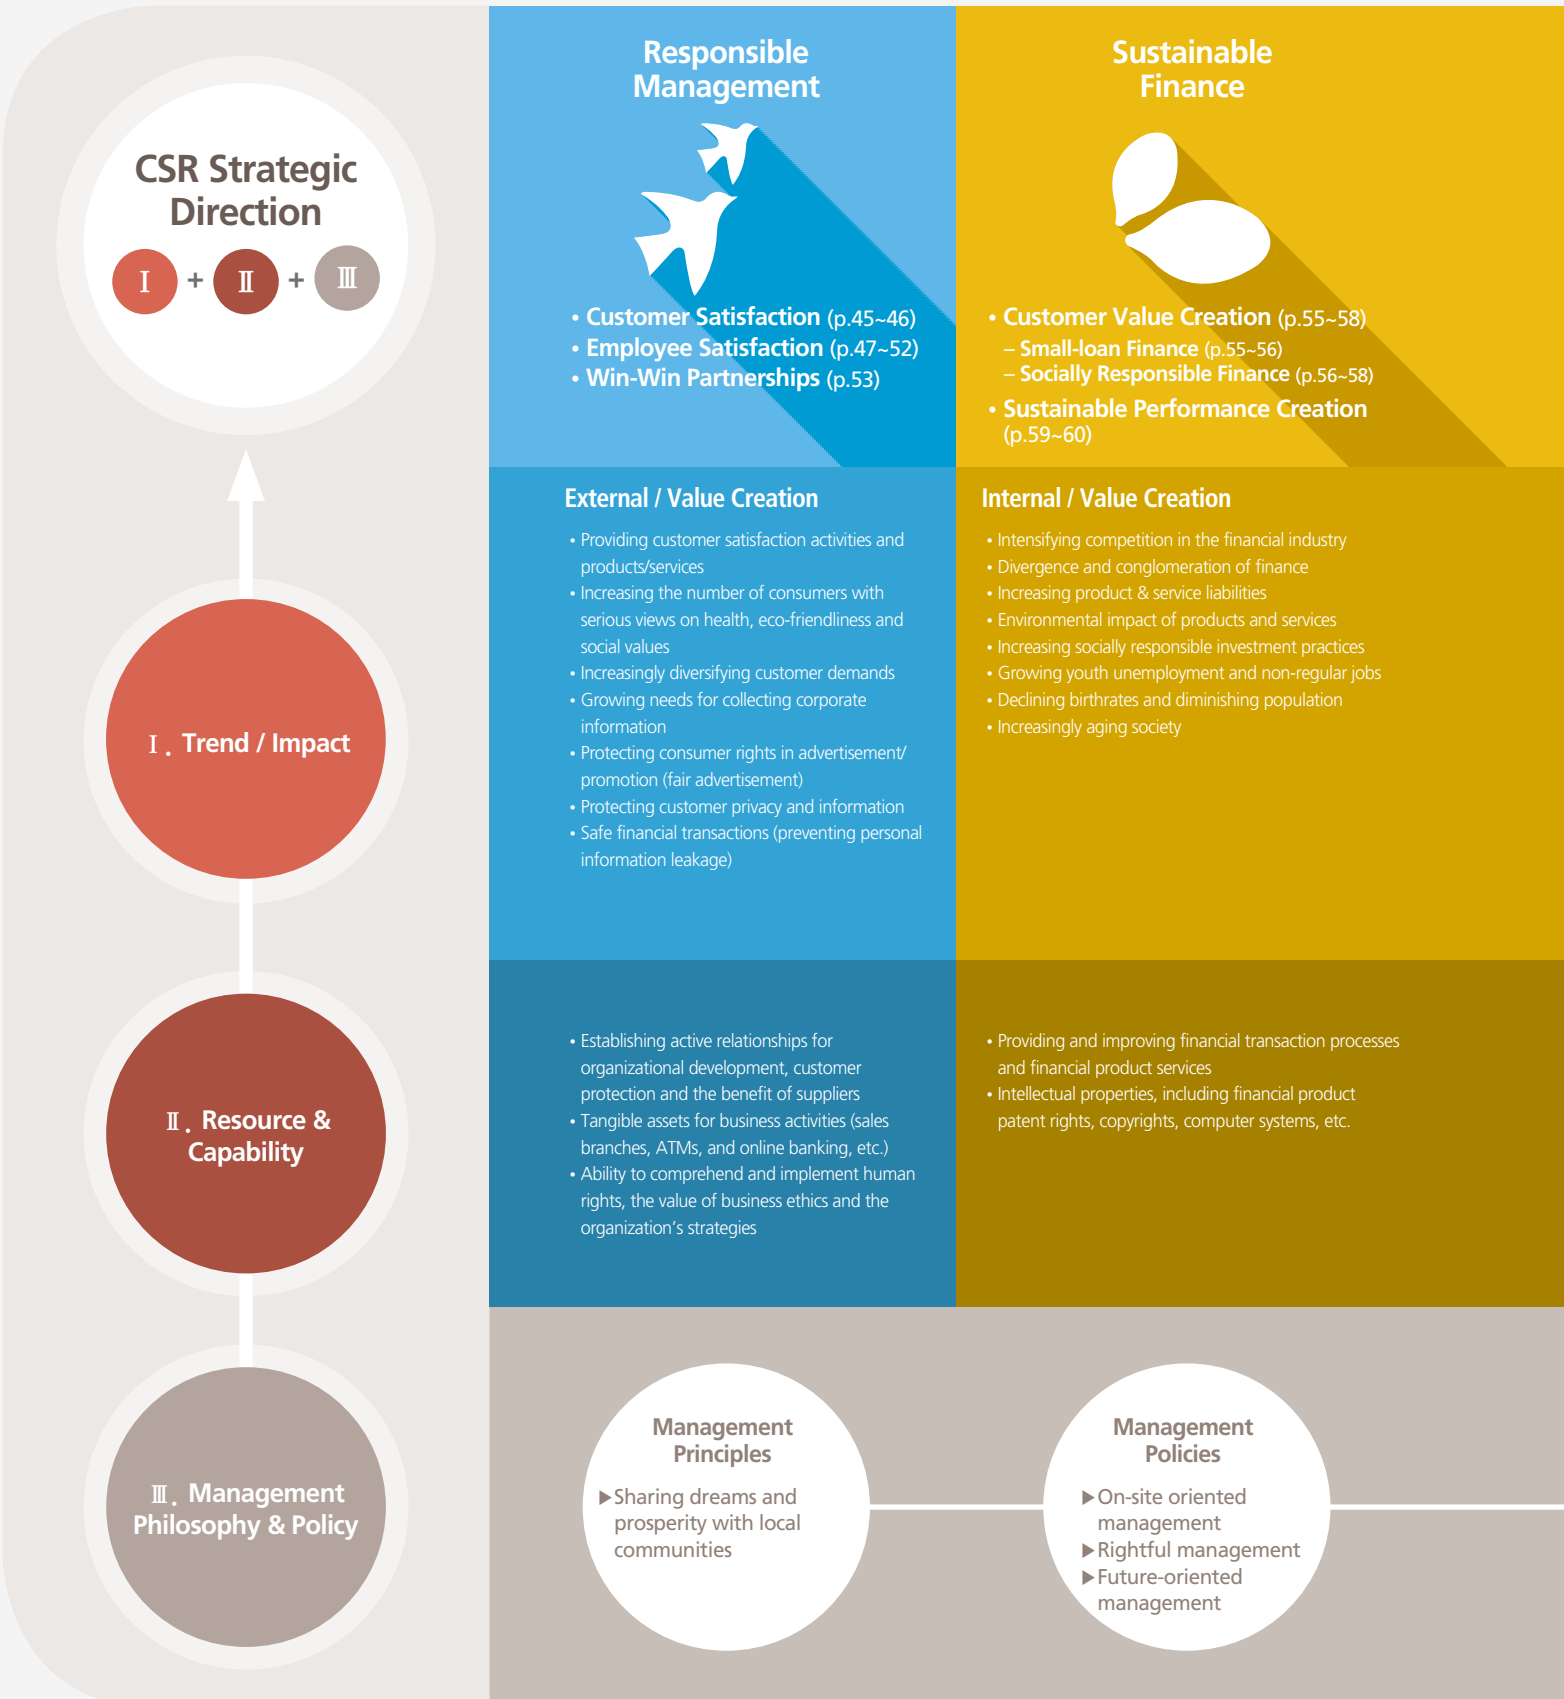 CSR Strategic
Direction
Ⅰ + Ⅱ + Ⅲ
Ⅰ. Trend / Impact
Ⅱ. Resource &
Capability
Ⅲ. Management
Philosophy & Policy
Responsible
Management
• Customer Satisfaction (p.45~46)
• Employee Satisfaction (p.47~52)
• Win-Win Partnerships (p.53)
External / Value Creation
• Providing customer satisfaction activities and
products/services
• Increasing the number of consumers with
serious views on health, eco-friendliness and
social values
• Increasingly diversifying customer demands
• Growing needs for collecting corporate
information
• Protecting consumer rights in advertisement/
promotion (fair advertisement)
• Protecting customer privacy and information
• Safe financial transactions (preventing personal
information leakage)
• Establishing active relationships for
organizational development, customer
protection and the benefit of suppliers
• Tangible assets for business activities (sales
branches, ATMs, and online banking, etc.)
• Ability to comprehend and implement human
rights, the value of business ethics and the
organization's strategies
Sustainable
Finance
• Customer Value Creation (p.55~58)
– Small-loan Finance (p.55~56)
– Socially Responsible Finance (p.56~58)
• Sustainable Performance Creation
(p.59~60)
Internal / Value Creation
• Intensifying competition in the financial industry
• Divergence and conglomeration of finance
• Increasing product & service liabilities
• Environmental impact of products and services
• Increasing socially responsible investment practices
• Growing youth unemployment and non-regular jobs
• Declining birthrates and diminishing population
• Increasingly aging society
• Providing and improving financial transaction processes
and financial product services
• Intellectual properties, including financial product
patent rights, copyrights, computer systems, etc.
Management
Principles
▶Sharing dreams and
prosperity with local
communities
Management
Policies
▶On-site oriented
management
▶Rightful management
▶Future-oriented
management